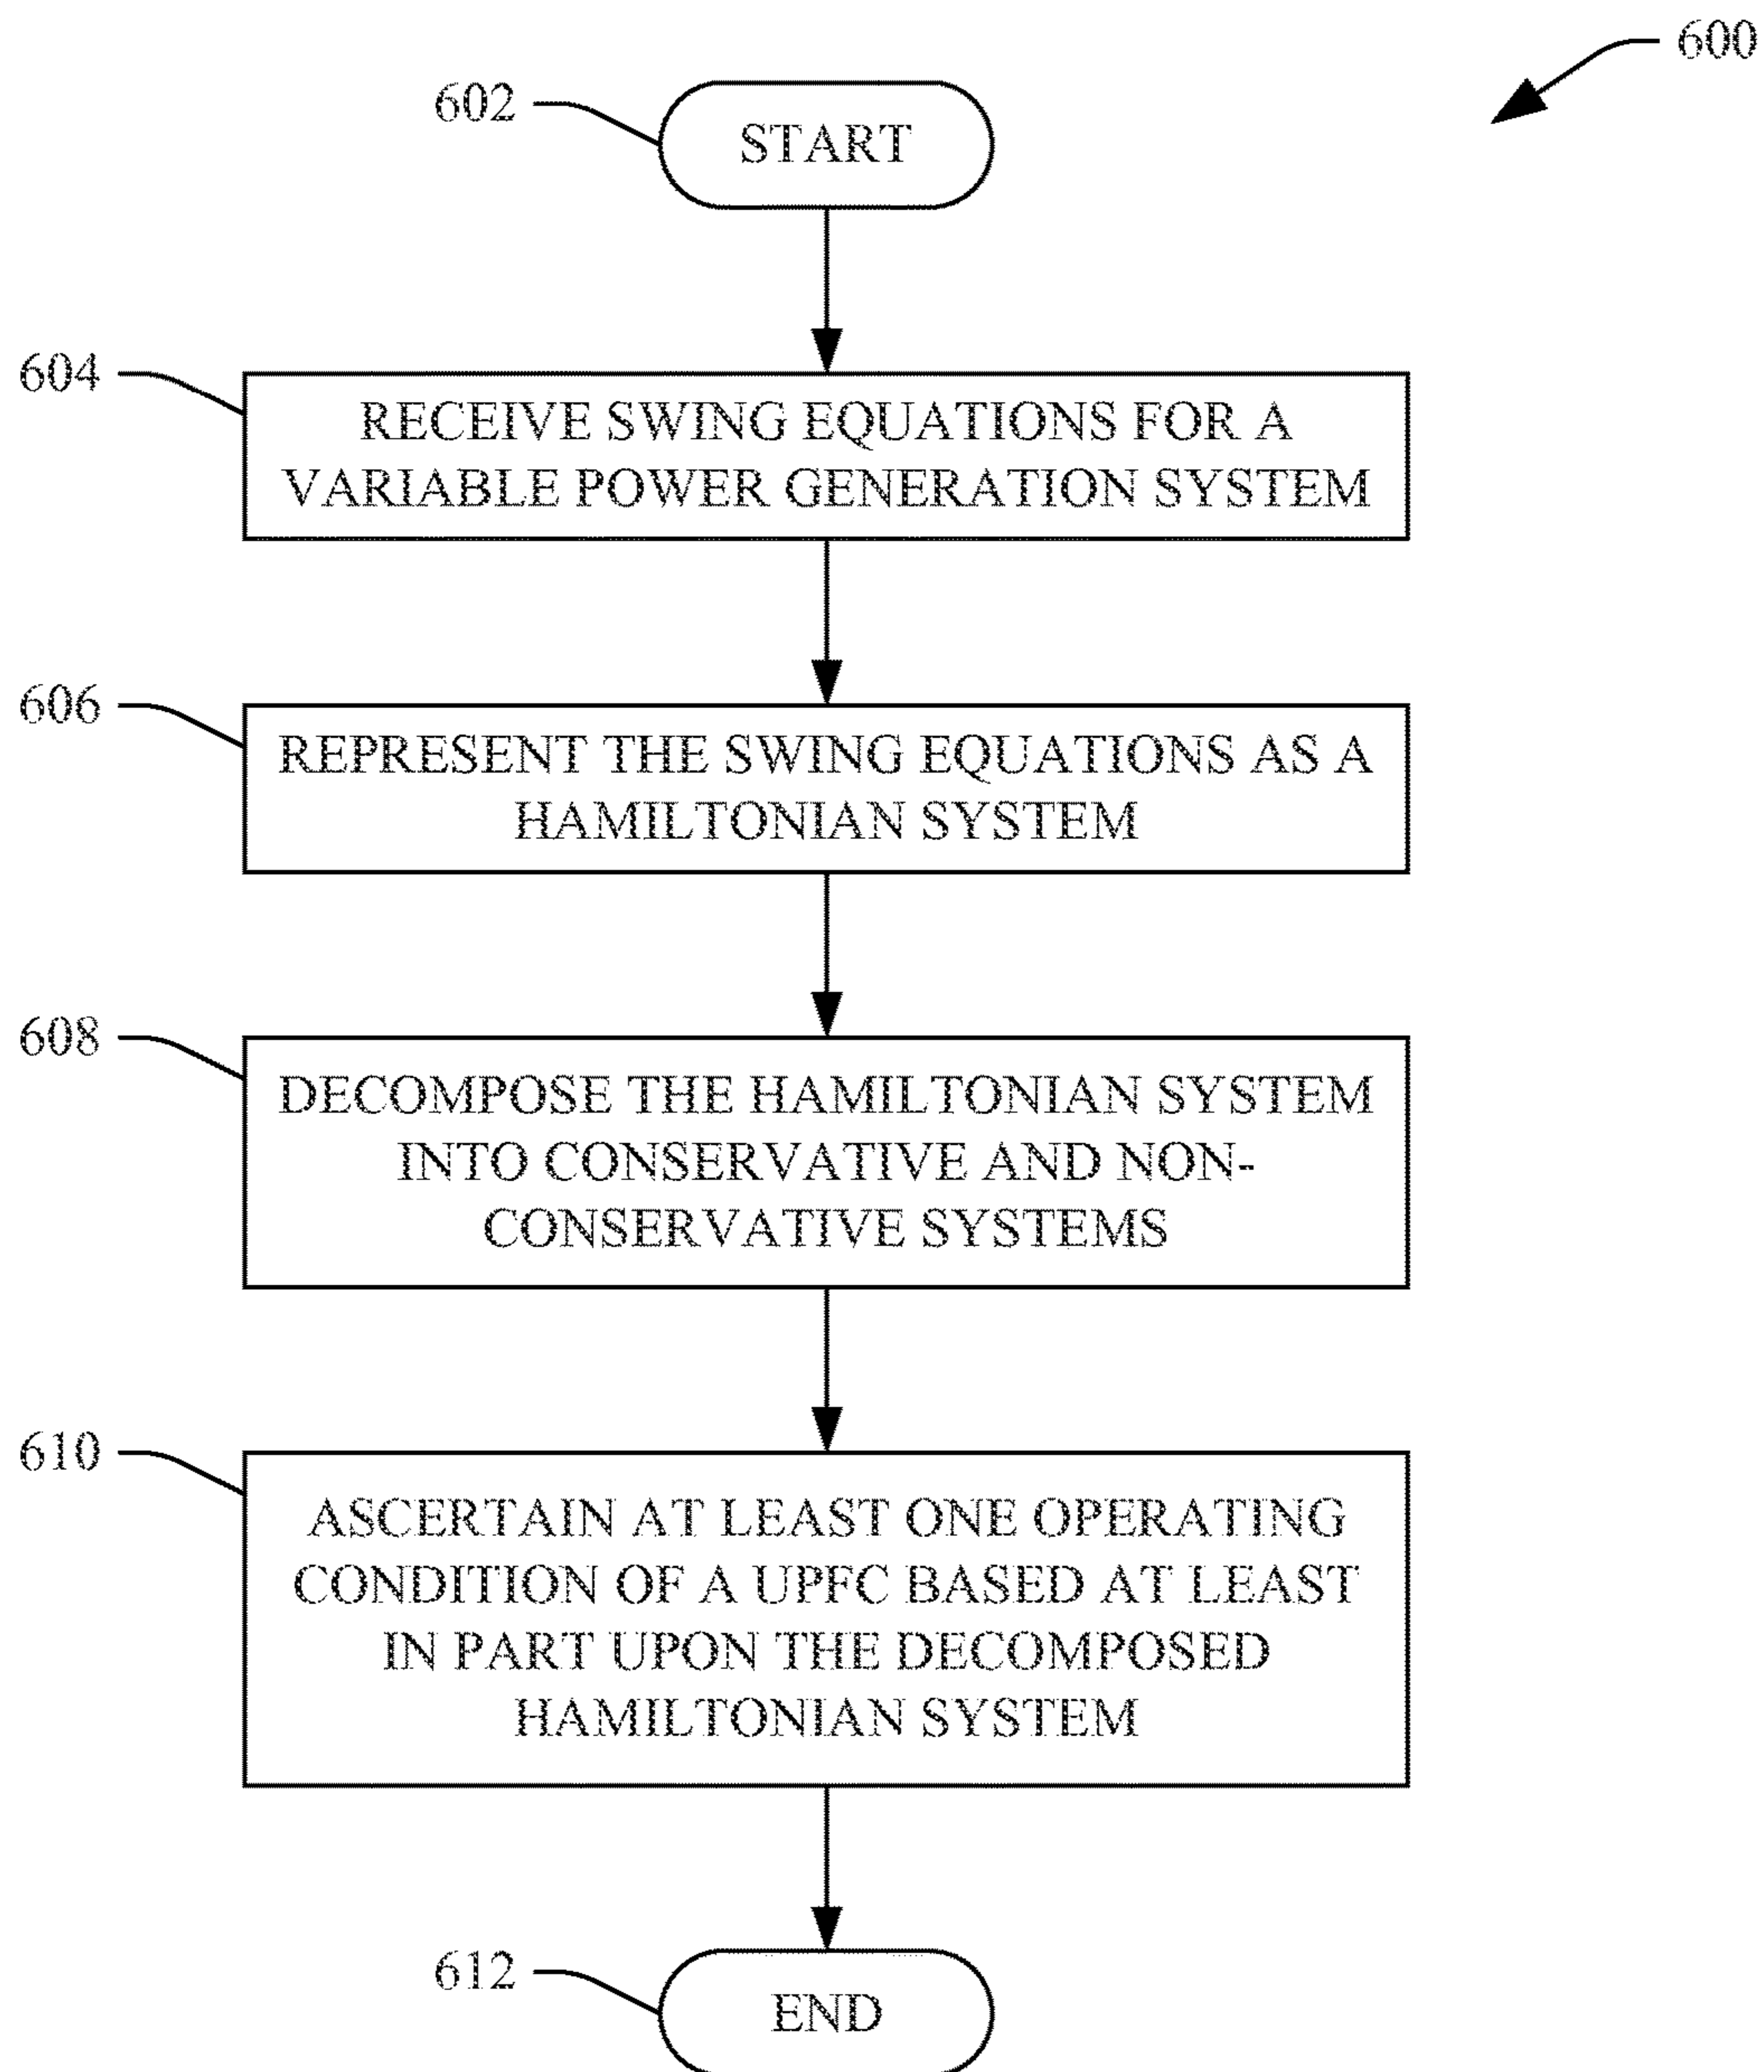 600
602
START
604
RECEIVE SWING EQUATIONS FOR A
VARIABLE POWER GENERATION SYSTEM
606
REPRESENT THE SWING EQUATIONS AS A
HAMILTONIAN SYSTEM
608
DECOMPOSE THE HAMILTONIAN SYSTEM
INTO CONSERVATIVE AND NON-
CONSERVATIVE SYSTEMS
610
ASCERTAIN AT LEAST ONE OPERATING
CONDITION OF A UPFC BASED AT LEAST
IN PART UPON THE DECOMPOSED
HAMILTONIAN SYSTEM
612
END